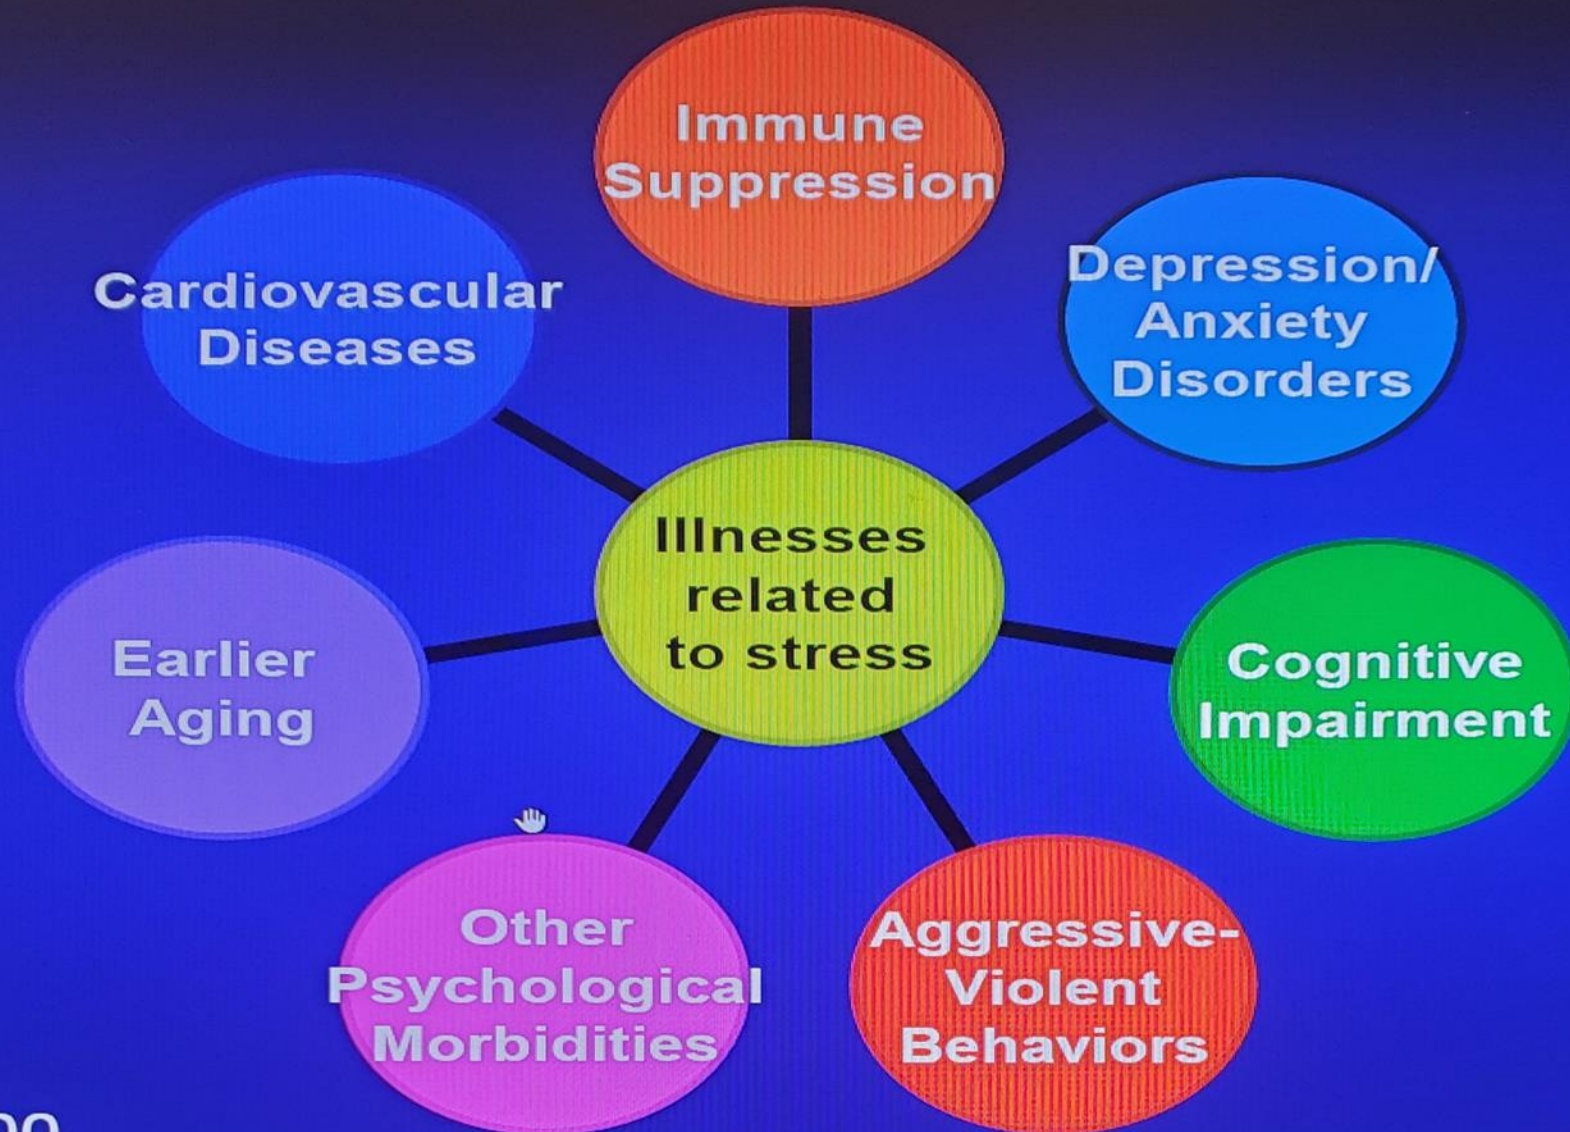 Immune
Suppression
Depression/
Anxiety
Disorders
Cardiovascular
Diseases
Illnesses
related
to stress
Cognitive
Impairment
Earlier
Aging
Aggressive-
Violent
Behaviors
Other
Psychological
Morbidities